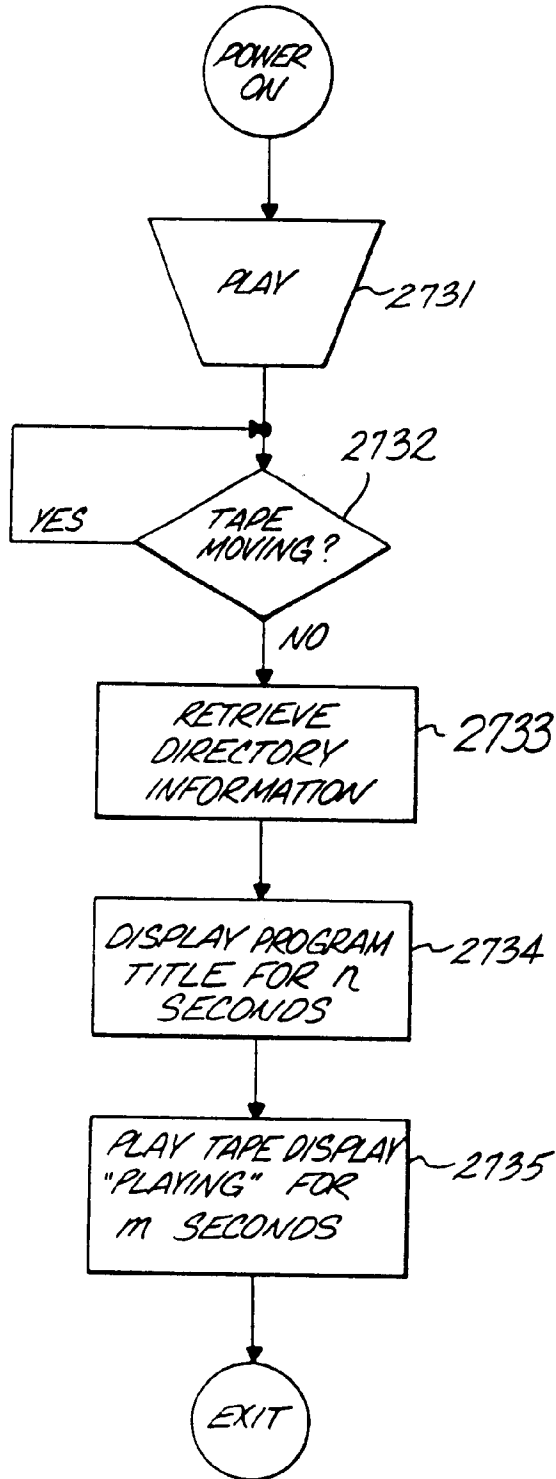 POWER
ON
PLAY
2731
2732
YES
TAPE
MOVING?
NO
RETRIEVE
DIRECTORY
INFORMATION
2733
DISPLAY PROGRAM
TITLE FOR n
SECONDS
2734
PLAY TAPE DISPLAY
"PLAYING" FOR
m SECONDS
2735
EXIT